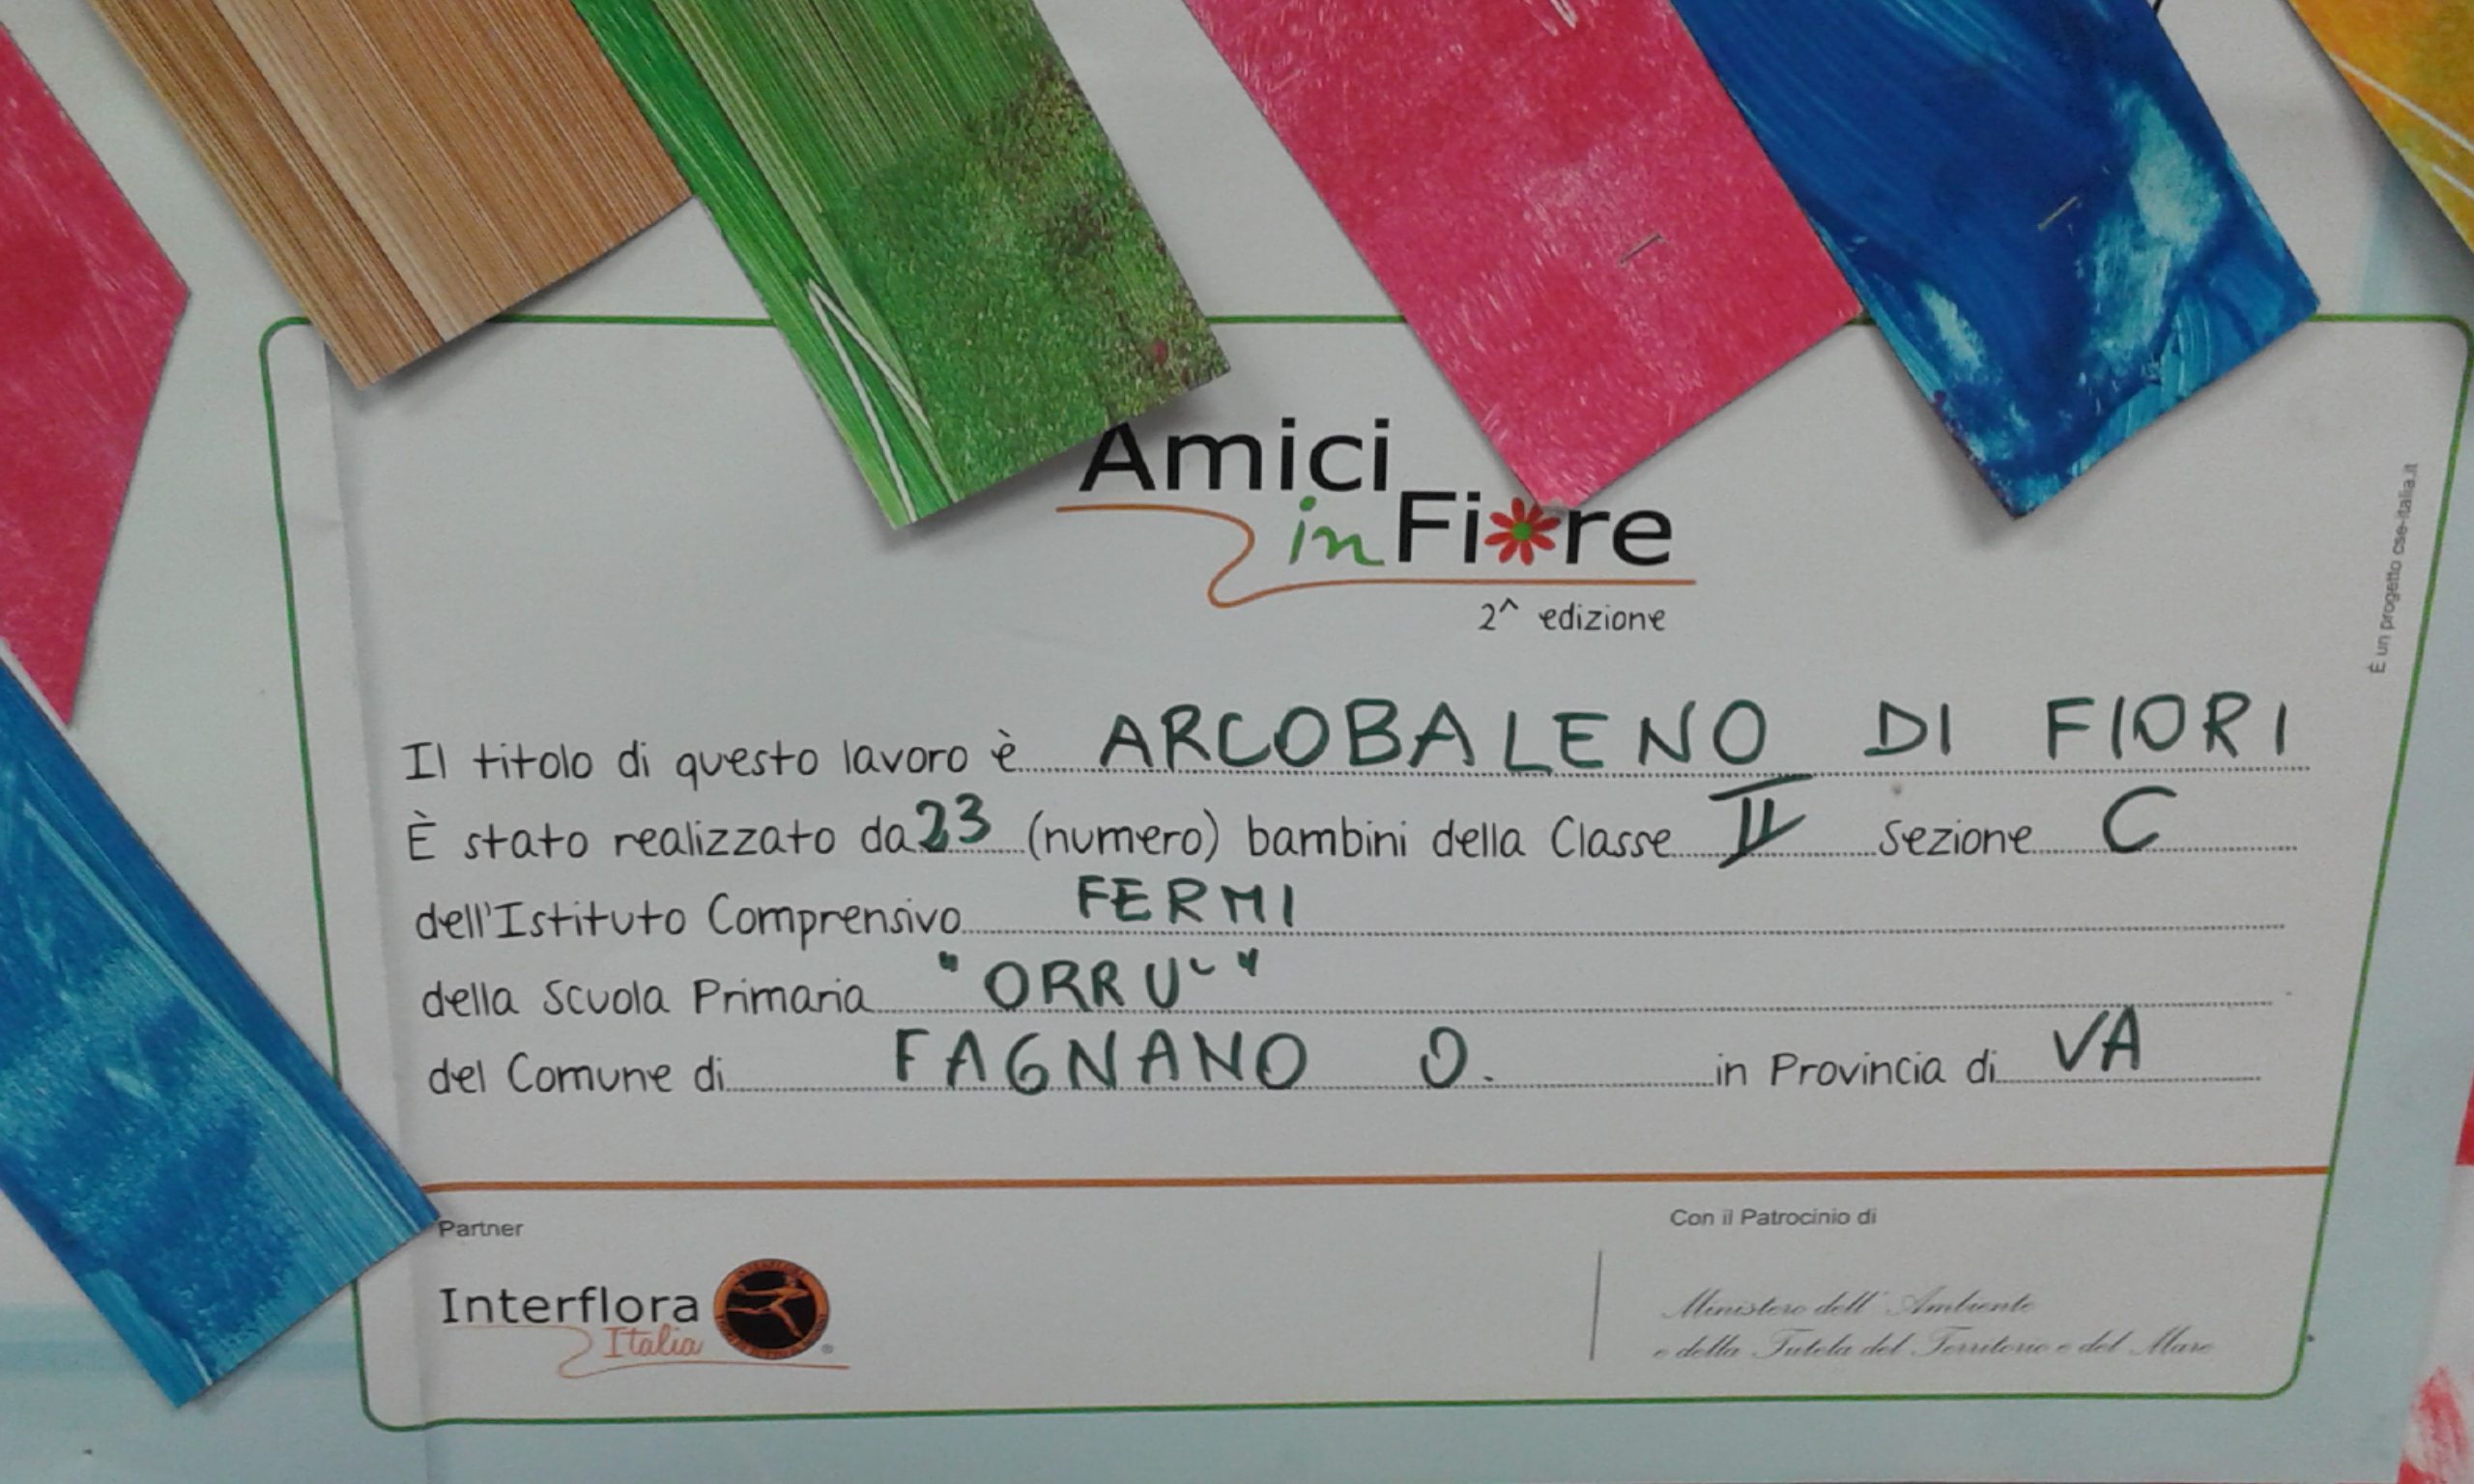 Amici
in Fiore
2^ edizione
È un progetto cse-italia.it
Il titolo di questo lavoro è ARCOBALENO DI FIORI
È stato realizzato da 23 (numero) bambini della Classe II sezione C
dell'Istituto Comprensivo FERMI
della Scuola Primaria "ORRU'"
del Comune di FAGNANO O. in Provincia di VA
Partner
Interflora
Italia
®
Con il Patrocinio di
Ministero dell'Ambiente
e della Tutela del Territorio e del Mare